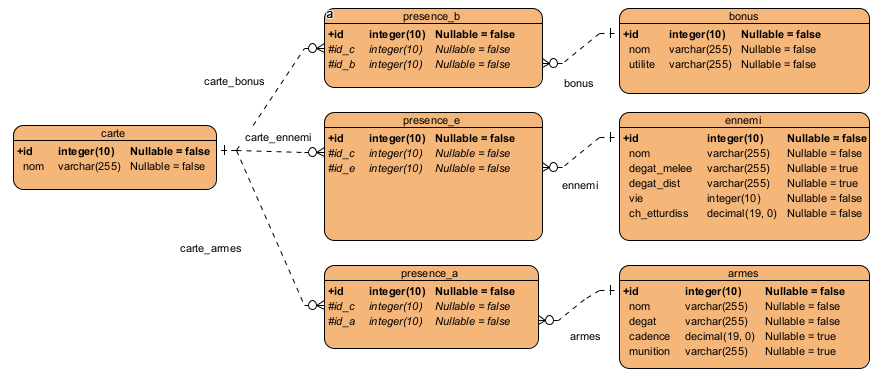 a
presence_b
+id integer(10) Nullable = false
#id_c integer(10) Nullable = false
#id_b integer(10) Nullable = false
bonus
+id integer(10) Nullable = false
nom varchar(255) Nullable = false
utilite varchar(255) Nullable = false
carte_bonus
bonus
presence_e
+id integer(10) Nullable = false
#id_c integer(10) Nullable = false
#id_e integer(10) Nullable = false
ennemi
+id integer(10) Nullable = false
nom varchar(255) Nullable = false
degat_melee varchar(255) Nullable = true
degat_dist varchar(255) Nullable = true
vie integer(10) Nullable = false
ch_etturdiss decimal(19, 0) Nullable = false
carte
+id integer(10) Nullable = false
nom varchar(255) Nullable = false
carte_ennemi
ennemi
carte_armes
presence_a
+id integer(10) Nullable = false
#id_c integer(10) Nullable = false
#id_a integer(10) Nullable = false
armes
+id integer(10) Nullable = false
nom varchar(255) Nullable = false
degat varchar(255) Nullable = false
cadence decimal(19, 0) Nullable = true
munition varchar(255) Nullable = true
armes